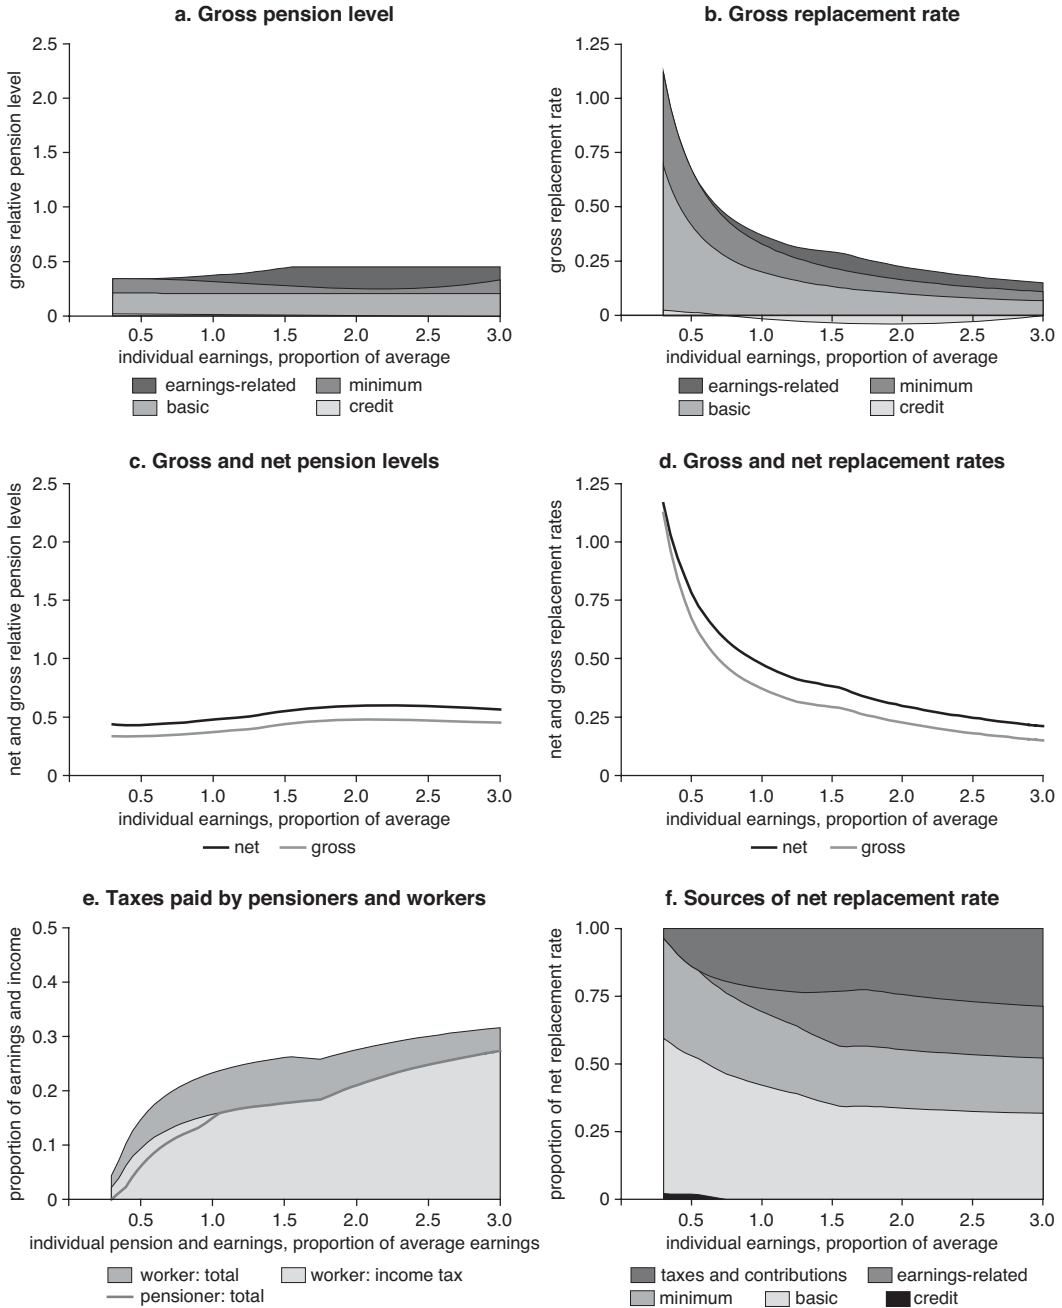 a. Gross pension level
gross relative pension level
2.5
2.0
1.5
1.0
0.5
0
0.5 1.0 1.5 2.0 2.5 3.0
individual earnings, proportion of average
earnings-related minimum
basic credit
b. Gross replacement rate
gross replacement rate
1.25
1.00
0.75
0.50
0.25
0
0.5 1.0 1.5 2.0 2.5 3.0
individual earnings, proportion of average
earnings-related minimum
basic credit
c. Gross and net pension levels
net and gross relative pension levels
2.5
2.0
1.5
1.0
0.5
0
0.5 1.0 1.5 2.0 2.5 3.0
individual earnings, proportion of average
net gross
d. Gross and net replacement rates
net and gross replacement rates
1.25
1.00
0.75
0.50
0.25
0
0.5 1.0 1.5 2.0 2.5 3.0
individual earnings, proportion of average
net gross
e. Taxes paid by pensioners and workers
proportion of earnings and income
0.5
0.4
0.3
0.2
0.1
0
0.5 1.0 1.5 2.0 2.5 3.0
individual pension and earnings, proportion of average earnings
worker: total worker: income tax
pensioner: total
f. Sources of net replacement rate
proportion of net replacement rate
1.00
0.75
0.50
0.25
0
0.5 1.0 1.5 2.0 2.5 3.0
individual earnings, proportion of average
taxes and contributions earnings-related
minimum basic credit